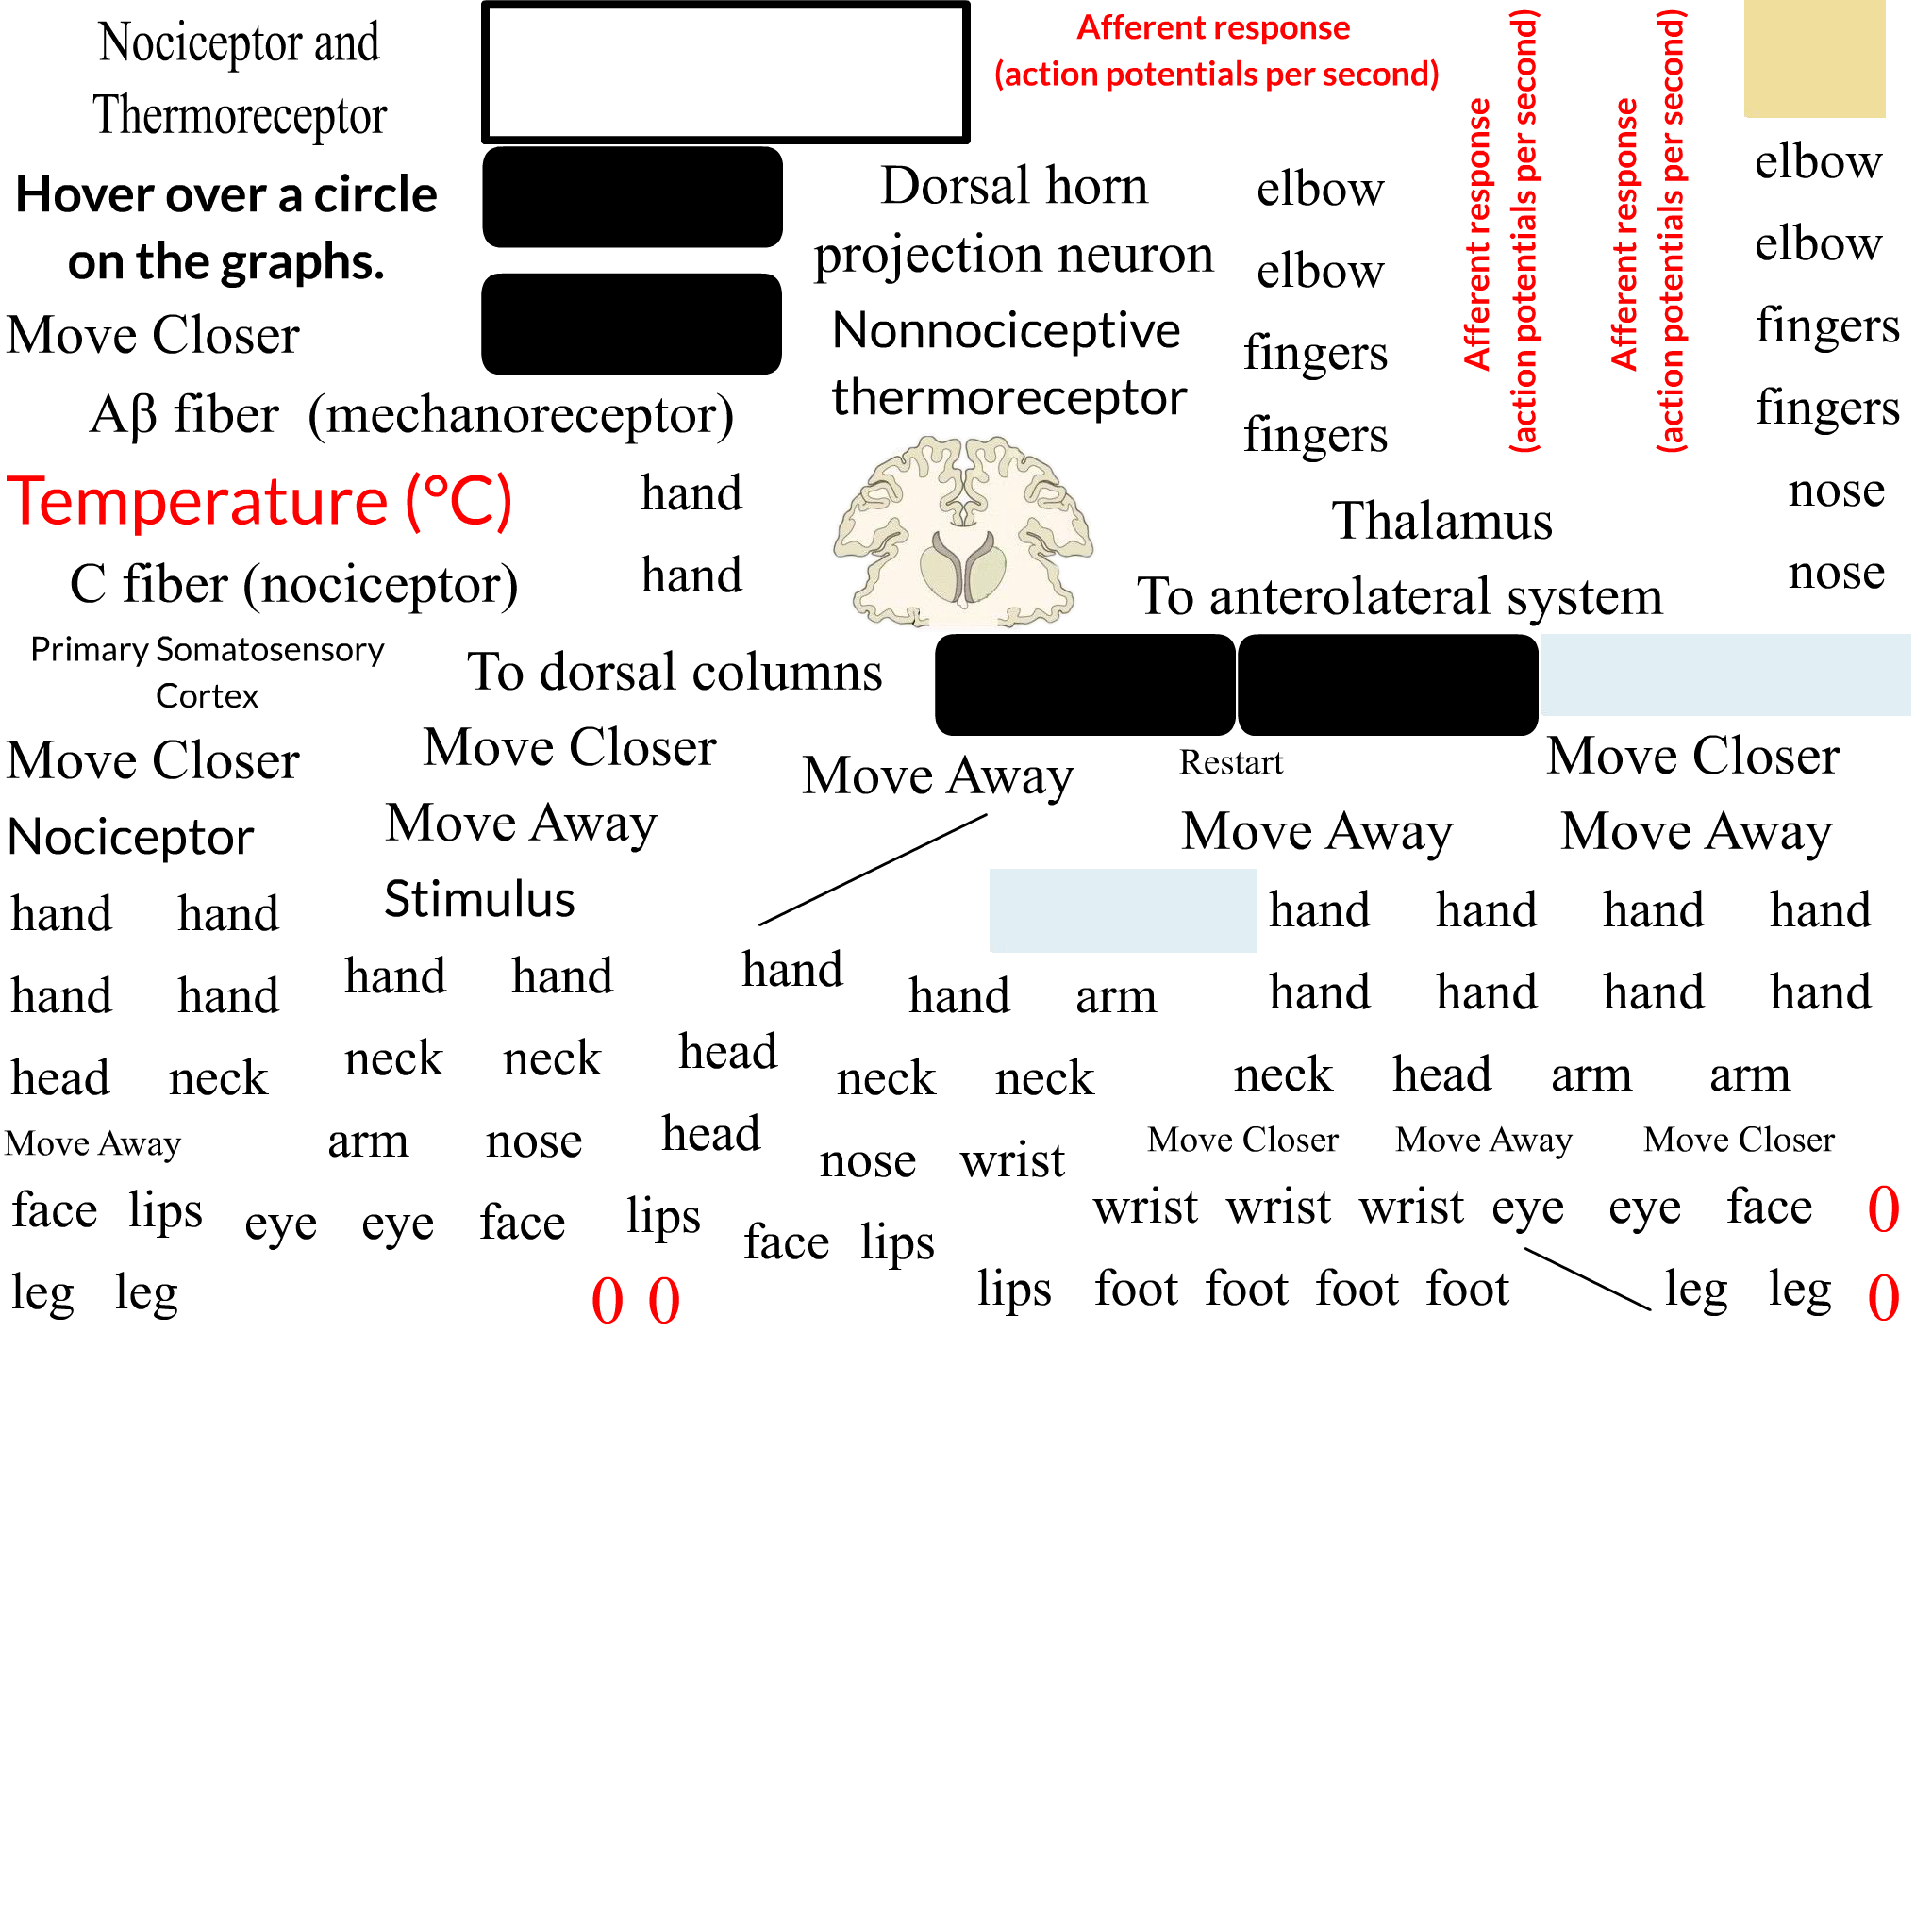 Nociceptor and
Thermoreceptor
Afferent response
(action potentials per second)
Afferent response
(action potentials per second)
Afferent response
(action potentials per second)
Hover over a circle
on the graphs.
Dorsal horn
projection neuron
elbow
elbow
elbow
elbow
Move Closer
Nonnociceptive
thermoreceptor
fingers
fingers
fingers
fingers
Aβ fiber (mechanoreceptor)
Temperature (°C)
hand
hand
Thalamus
nose
nose
C fiber (nociceptor)
To anterolateral system
Primary Somatosensory
Cortex
To dorsal columns
Move Closer
Move Closer
Move Away
Restart
Move Closer
Nociceptor
Move Away
Move Away
Move Away
Stimulus
hand hand
hand hand hand hand
hand hand
hand
hand arm
hand hand
hand hand hand hand
head neck
neck neck
head
neck neck
neck head arm arm
Move Away
arm nose
head
nose wrist
Move Closer Move Away Move Closer
face lips
eye eye face
lips
face lips
wrist wrist wrist eye eye face 0
leg leg
0 0
lips foot foot foot foot
leg leg 0